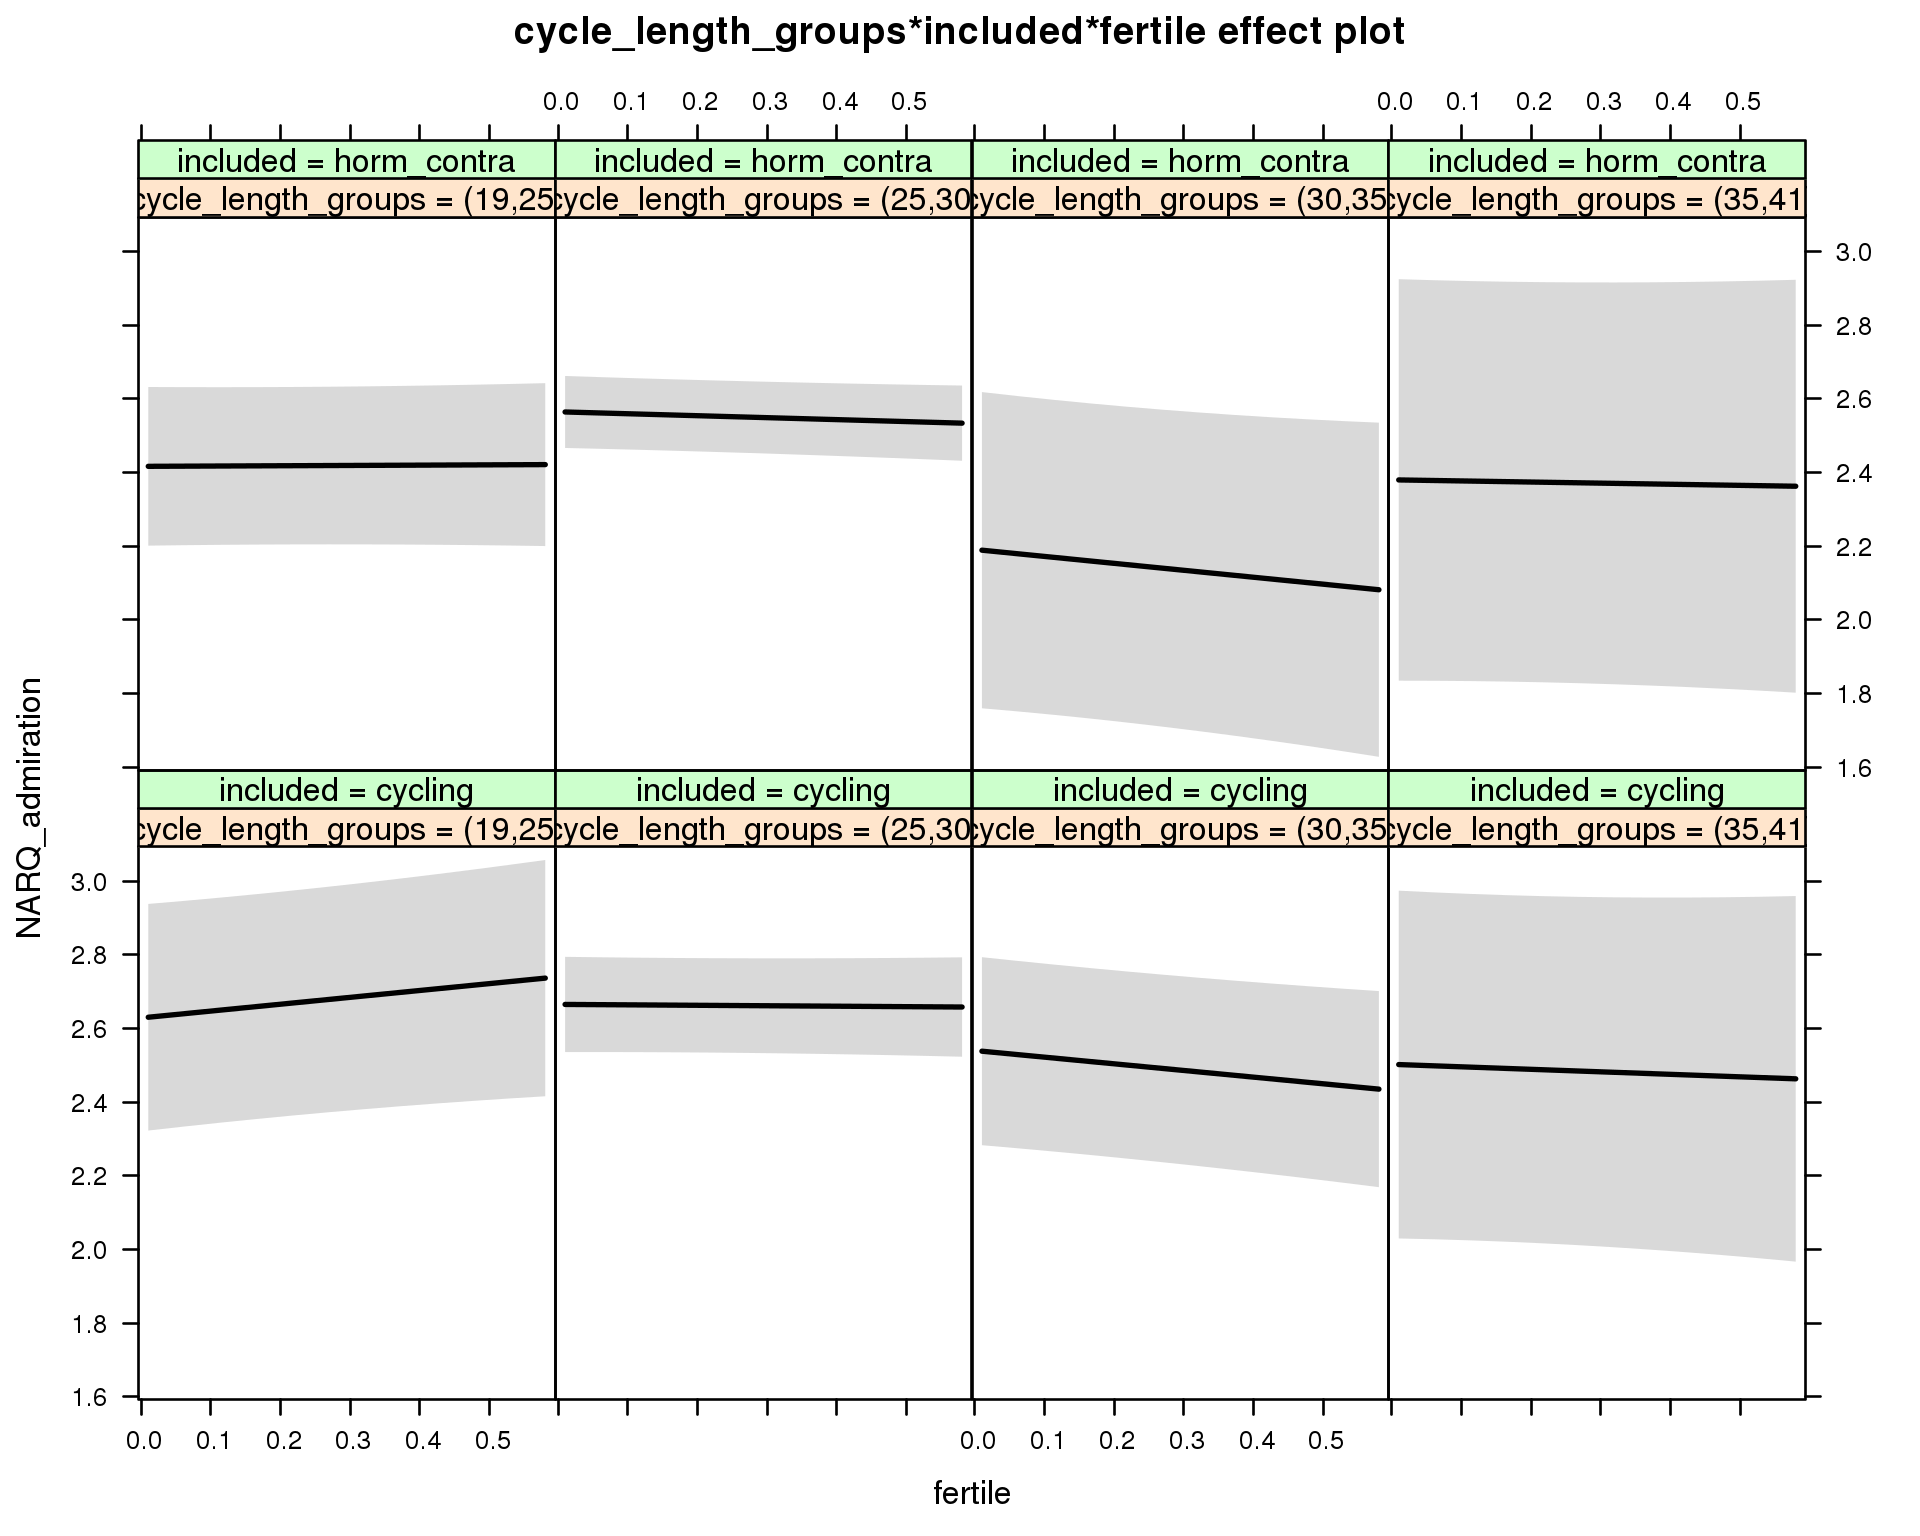 cycle_length_groups*included*fertile effect plot
0.0 0.1 0.2 0.3 0.4 0.5 0.0 0.1 0.2 0.3 0.4 0.5
included = horm_contra included = horm_contra included = horm_contra included = horm_contra
cycle_length_groups = (19,25 cycle_length_groups = (25,30 cycle_length_groups = (30,35 cycle_length_groups = (35,41
3.0
2.8
2.6
2.4
2.2
2.0
1.8
1.6
NARQ_admiration
included = cycling included = cycling included = cycling included = cycling
cycle_length_groups = (19,25 cycle_length_groups = (25,30 cycle_length_groups = (30,35 cycle_length_groups = (35,41
3.0
2.8
2.6
2.4
2.2
2.0
1.8
1.6
0.0 0.1 0.2 0.3 0.4 0.5 0.0 0.1 0.2 0.3 0.4 0.5
fertile